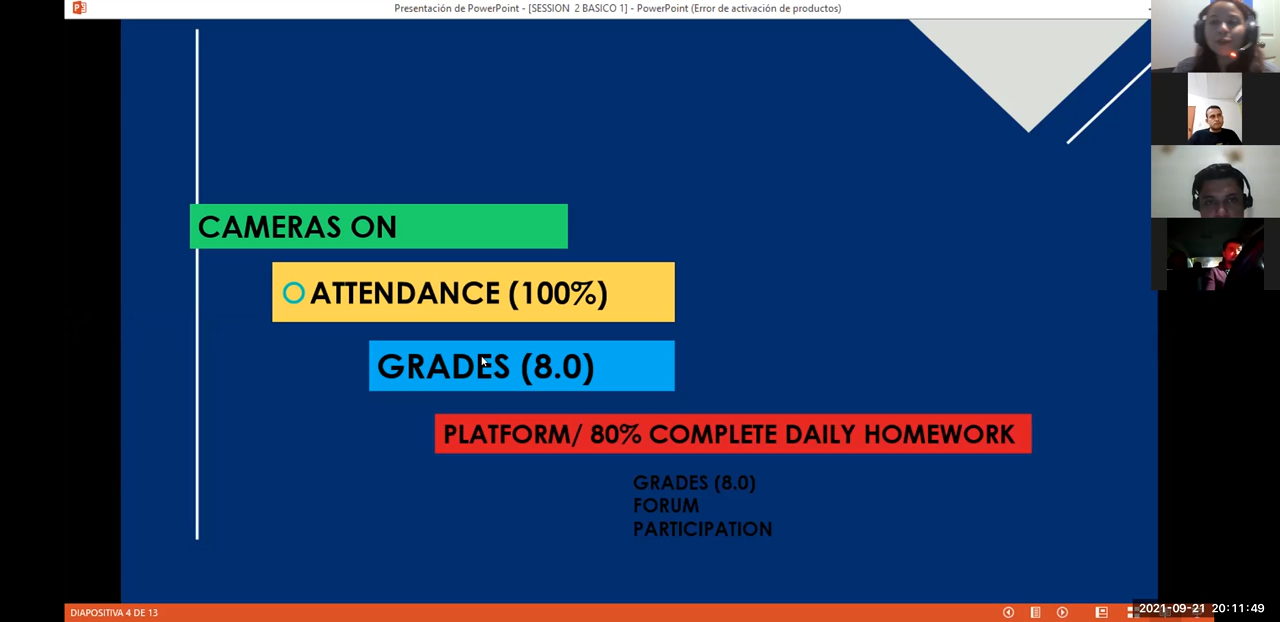 Presentación de PowerPoint - [SESSION  2 BASICO 1] - PowerPoint (Error de activación de productos)
CAMERAS ON
ATTENDANCE (100%)
GRADES (8.0)
PLATFORM/ 80% COMPLETE DAILY HOMEWORK
GRADES (8.0)
FORUM
PARTICIPATION
DIAPOSITIVA 4 DE 13
2021-09-21 20:11:49